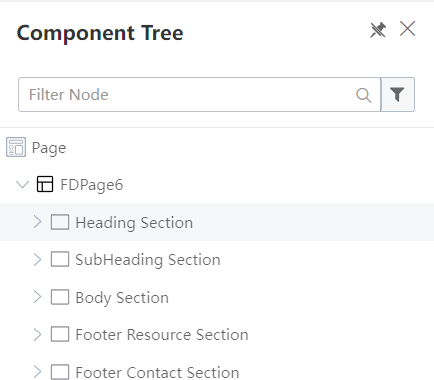 Component Tree
Filter Node
Page
FDPage6
Heading Section
SubHeading Section
Body Section
Footer Resource Section
Footer Contact Section